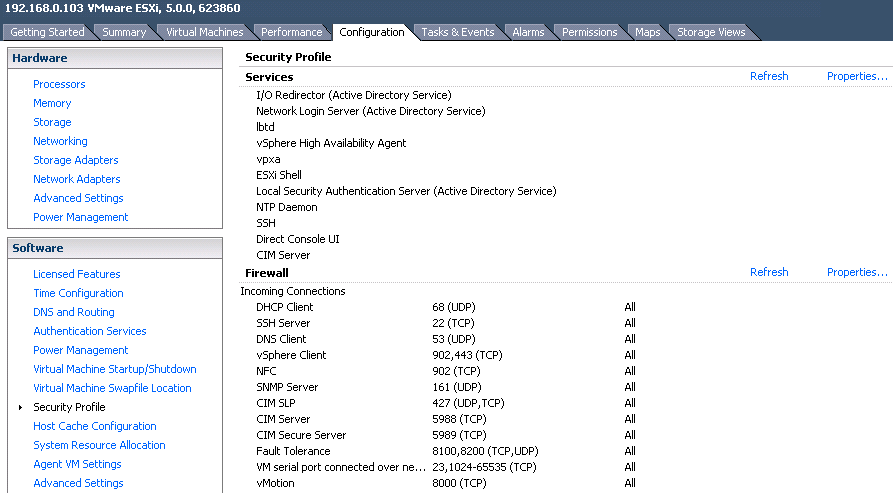 192.168.0.103 VMware ESXi, 5.0.0, 623860
Getting Started Summary Virtual Machines Performance Configuration Tasks & Events Alarms Permissions Maps Storage Views
Hardware
Processors
Memory
Storage
Networking
Storage Adapters
Network Adapters
Advanced Settings
Power Management
Software
Licensed Features
Time Configuration
DNS and Routing
Authentication Services
Power Management
Virtual Machine Startup/Shutdown
Virtual Machine Swapfile Location
Security Profile
Host Cache Configuration
System Resource Allocation
Agent VM Settings
Advanced Settings
Security Profile
Services Refresh Properties...
I/O Redirector (Active Directory Service)
Network Login Server (Active Directory Service)
lbtd
vSphere High Availability Agent
vpxa
ESXi Shell
Local Security Authentication Server (Active Directory Service)
NTP Daemon
SSH
Direct Console UI
CIM Server
Firewall Refresh Properties...
Incoming Connections
DHCP Client 68 (UDP) All
SSH Server 22 (TCP) All
DNS Client 53 (UDP) All
vSphere Client 902,443 (TCP) All
NFC 902 (TCP) All
SNMP Server 161 (UDP) All
CIM SLP 427 (UDP,TCP) All
CIM Server 5988 (TCP) All
CIM Secure Server 5989 (TCP) All
Fault Tolerance 8100,8200 (TCP,UDP) All
VM serial port connected over ne... 23,1024-65535 (TCP) All
vMotion 8000 (TCP) All